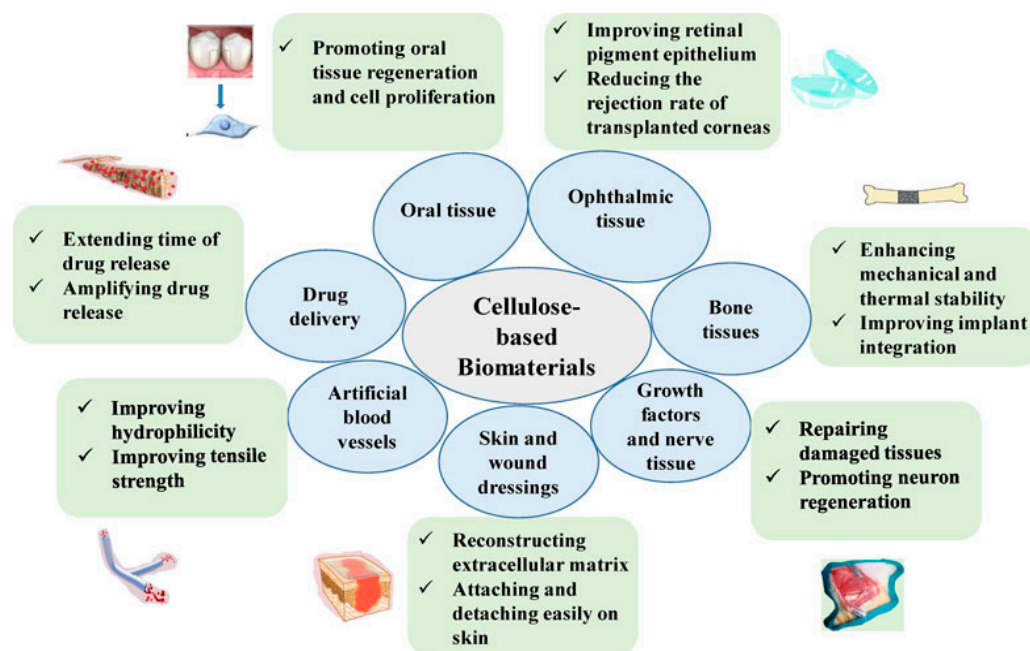 ✓ Promoting oral
tissue regeneration
and cell proliferation
✓ Improving retinal
pigment epithelium
✓ Reducing the
rejection rate of
transplanted corneas
Oral tissue
Ophthalmic
tissue
✓ Extending time of
drug release
✓ Amplifying drug
release
Drug
delivery
Cellulose-
based
Biomaterials
Bone
tissues
✓ Enhancing
mechanical and
thermal stability
✓ Improving implant
integration
✓ Improving
hydrophilicity
✓ Improving tensile
strength
Artificial
blood
vessels
Skin and
wound
dressings
Growth
factors
and nerve
tissue
✓ Repairing
damaged tissues
✓ Promoting neuron
regeneration
✓ Reconstructing
extracellular matrix
✓ Attaching and
detaching easily on
skin